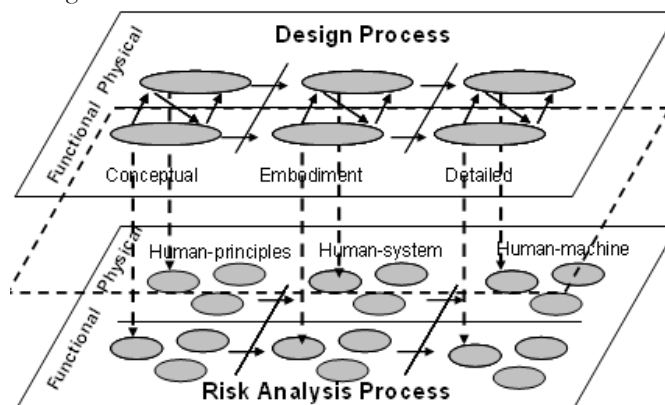 Design Process
Physical
Functional
Conceptual Embodiment Detailed
Human-principles Human-system Human-machine
Physical
Functional
Risk Analysis Process